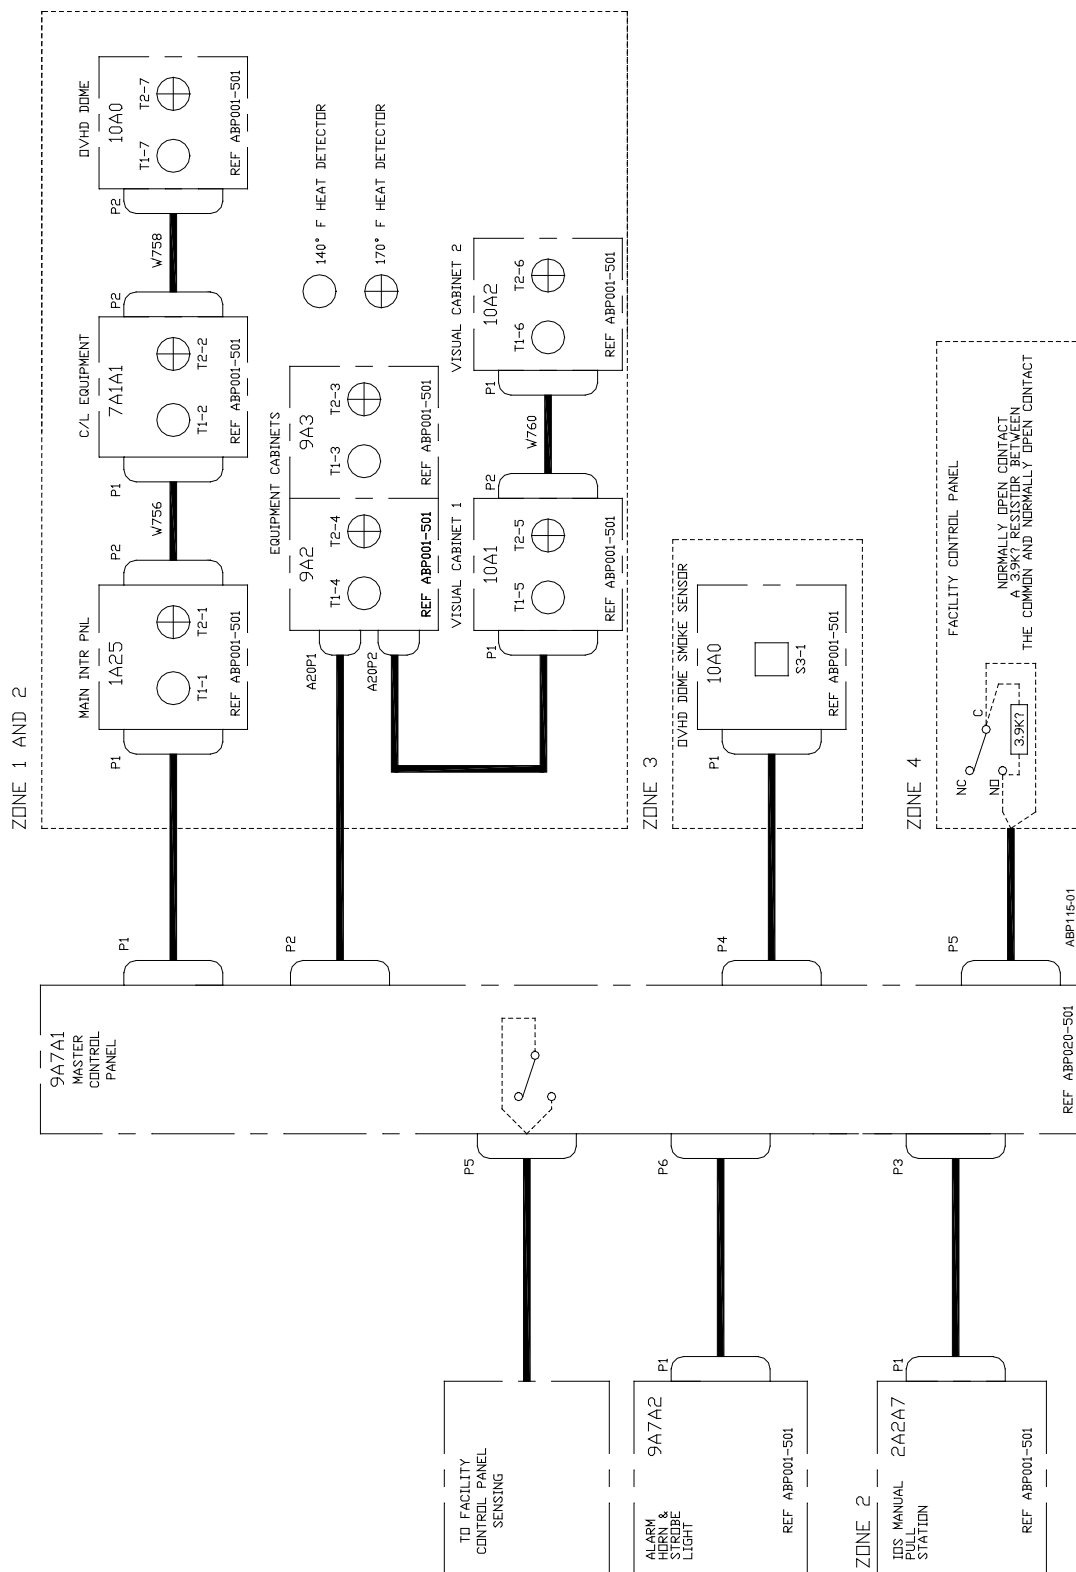 ZONE 1 AND 2
MAIN INTR PNL
1A25
T1-1
T2-1
REF ABP001-501
P1
P2
W756
C/L EQUIPMENT
7A1A1
T1-2
T2-2
REF ABP001-501
P1
P2
W758
OVHD DOME
10A0
T1-7
T2-7
REF ABP001-501
P2
EQUIPMENT CABINETS
9A2
T1-4
T2-4
REF ABP001-501
9A3
T1-3
T2-3
REF ABP001-501
A20P1
A20P2
140° F HEAT DETECTOR
170° F HEAT DETECTOR
VISUAL CABINET 1
10A1
T1-5
T2-5
REF ABP001-501
P1
P2
W760
VISUAL CABINET 2
10A2
T1-6
T2-6
REF ABP001-501
P1
ZONE 3
OVHD DOME SMOKE SENSOR
10A0
S3-1
REF ABP001-501
P1
ZONE 4
FACILITY CONTROL PANEL
NC
C
NO
3.9K?
NORMALLY OPEN CONTACT
A 3.9K? RESISTOR BETWEEN
THE COMMON AND NORMALLY OPEN CONTACT
P1
P2
P4
P5
ABP115-01
9A7A1
MASTER
CONTROL
PANEL
REF ABP020-501
P5
P6
P3
TO FACILITY
CONTROL PANEL
SENSING
P1
9A7A2
ALARM
HORN &
STROBE
LIGHT
REF ABP001-501
ZONE 2
P1
2A2A7
IOS MANUAL
PULL
STATION
REF ABP001-501